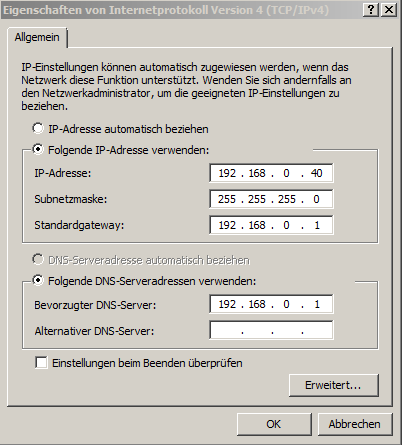 Eigenschaften von Internetprotokoll Version 4 (TCP/IPv4)
Allgemein
IP-Einstellungen können automatisch zugewiesen werden, wenn das
Netzwerk diese Funktion unterstützt. Wenden Sie sich andernfalls an
den Netzwerkadministrator, um die geeigneten IP-Einstellungen zu
beziehen.
IP-Adresse automatisch beziehen
Folgende IP-Adresse verwenden:
IP-Adresse: 192 . 168 . 0 . 40
Subnetzmaske: 255 . 255 . 255 . 0
Standardgateway: 192 . 168 . 0 . 1
DNS-Serveradresse automatisch beziehen
Folgende DNS-Serveradressen verwenden:
Bevorzugter DNS-Server: 192 . 168 . 0 . 1
Alternativer DNS-Server: . . .
Einstellungen beim Beenden überprüfen
Erweitert...
OK Abbrechen